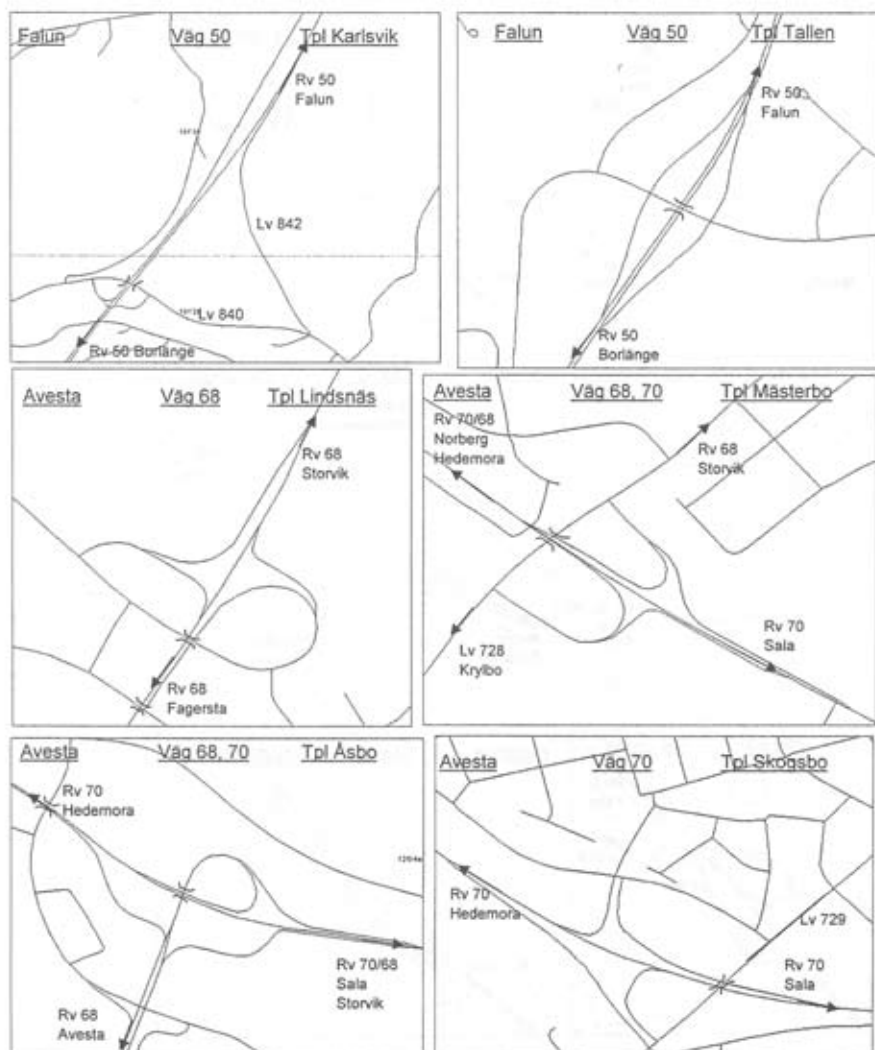 Falun Väg 50 Tpl Karlsvik
Rv 50
Falun
Lv 842
Lv 840
Rv 50 Borlänge
Falun Väg 50 Tpl Tallen
Rv 50
Falun
Rv 50
Borlänge
Avesta Väg 68 Tpl Lindsnäs
Rv 68
Storvik
Rv 68
Fagersta
Avesta Väg 68, 70 Tpl Mästerbo
Rv 70/68
Norberg
Hedemora
Rv 68
Storvik
Rv 70
Sala
Lv 728
Krylbo
Avesta Väg 68, 70 Tpl Åsbo
Rv 70
Hedemora
Rv 70/68
Sala
Storvik
Rv 68
Avesta
Avesta Väg 70 Tpl Skogsbo
Rv 70
Hedemora
Lv 729
Rv 70
Sala